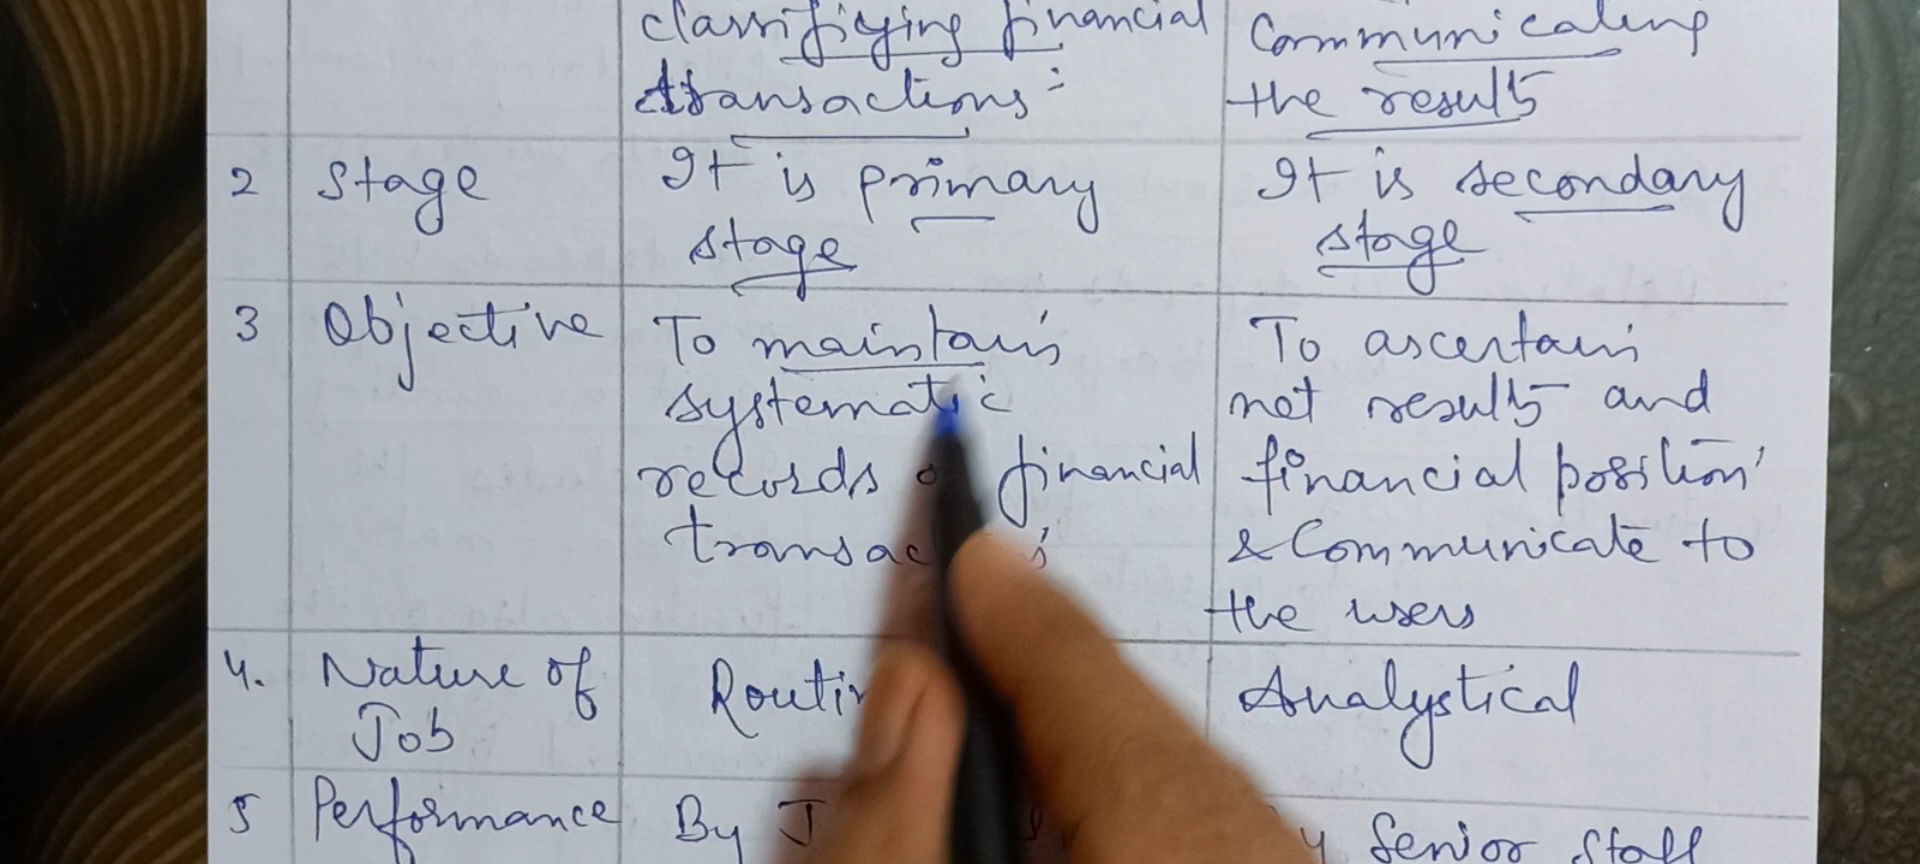 classifiying financial
transactions
Communicating
the results
2 Stage
It is primary
stage
It is secondary
stage
3 Objective
To maintain
systematic
records financial
To ascertain
net results and
financial position
& Communicate to
the users
4. Nature of
Job
Analystical
5 Performance
By
Senior Staff